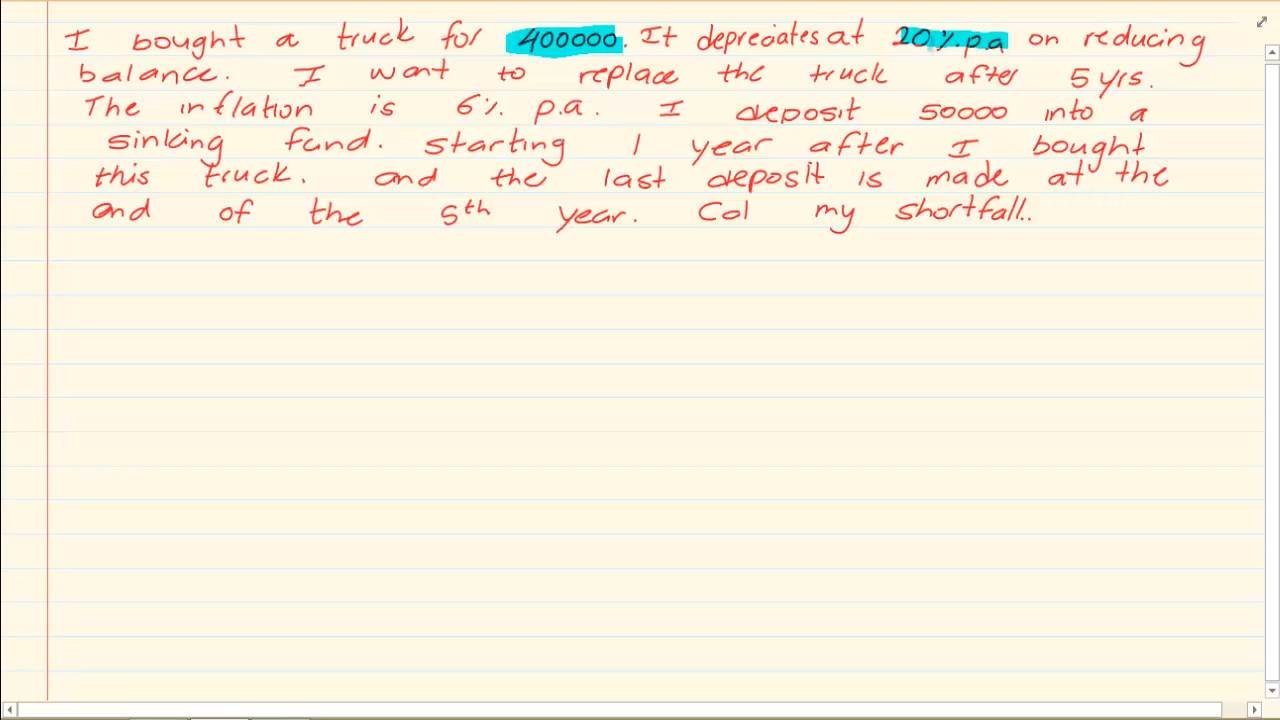 I bought a truck for 400000. It depreciates at 20%.p.a on reducing
balance. I want to replace the truck after 5 yrs.
The inflation is 6% p.a. I deposit 50000 into a
sinking fund. starting 1 year after I bought
this truck. and the last deposit is made at the
end of the 5th year. Cal my shortfall..